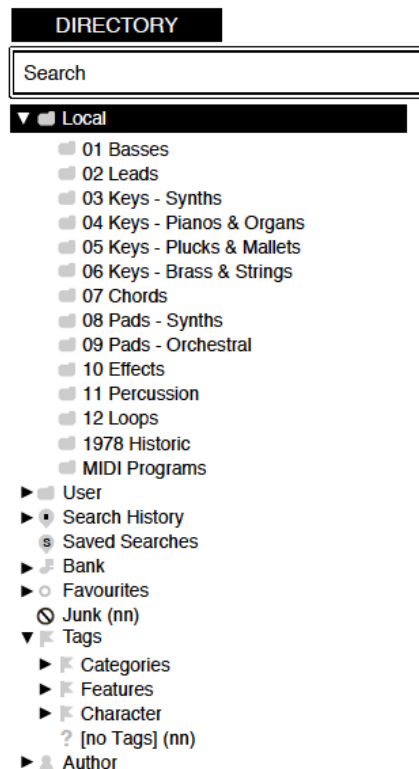 DIRECTORY
Search
Local
01 Basses
02 Leads
03 Keys - Synths
04 Keys - Pianos & Organs
05 Keys - Plucks & Mallets
06 Keys - Brass & Strings
07 Chords
08 Pads - Synths
09 Pads - Orchestral
10 Effects
11 Percussion
12 Loops
1978 Historic
MIDI Programs
User
Search History
S Saved Searches
Bank
Favourites
Junk (nn)
Tags
Categories
Features
Character
? [no Tags] (nn)
Author